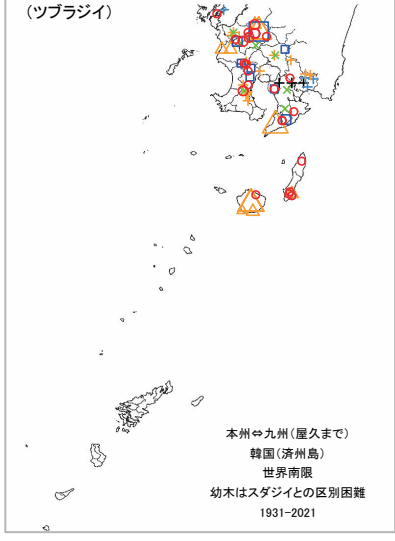 (ツブラジイ)
本州⇔九州(屋久まで)
韓国(済州島)
世界南限
幼木はスダジイとの区別困難
1931-2021